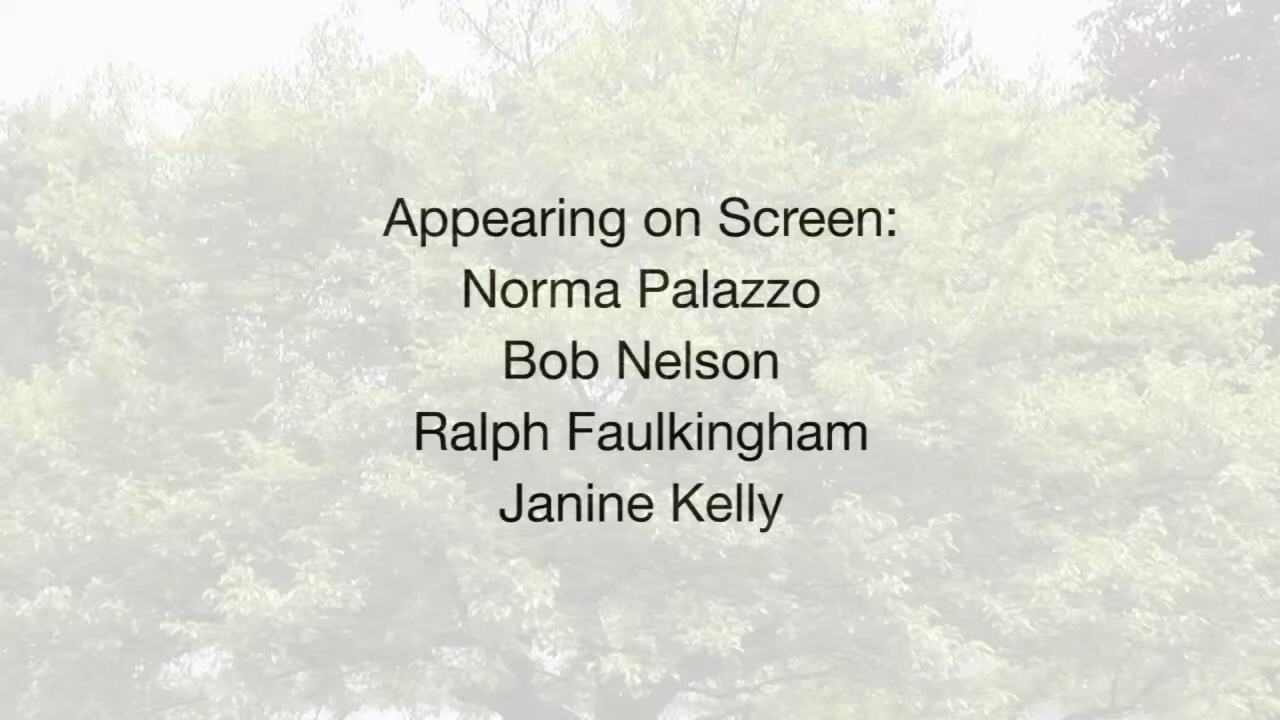 Appearing on Screen:
Norma Palazzo
Bob Nelson
Ralph Faulkingham
Janine Kelly